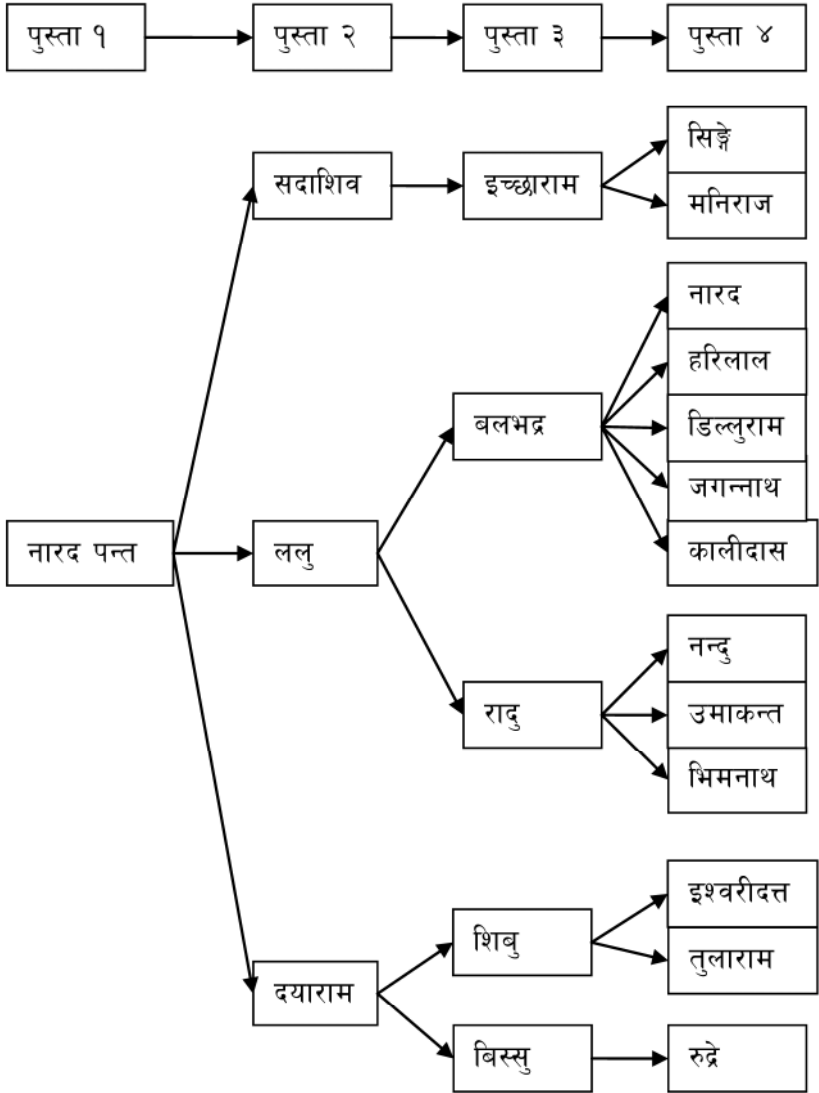 पुस्ता १ पुस्ता २ पुस्ता ३ पुस्ता ४
सिङ्गे
सदाशिव इच्छाराम
मनिराज
नारद
हरिलाल
बलभद्र डिल्लुराम
जगन्नाथ
नारद पन्त ललु कालीदास
नन्दु
रादु उमाकन्त
भिमनाथ
इश्वरीदत्त
शिबु
तुलाराम
दयाराम
बिस्सु रुद्रे